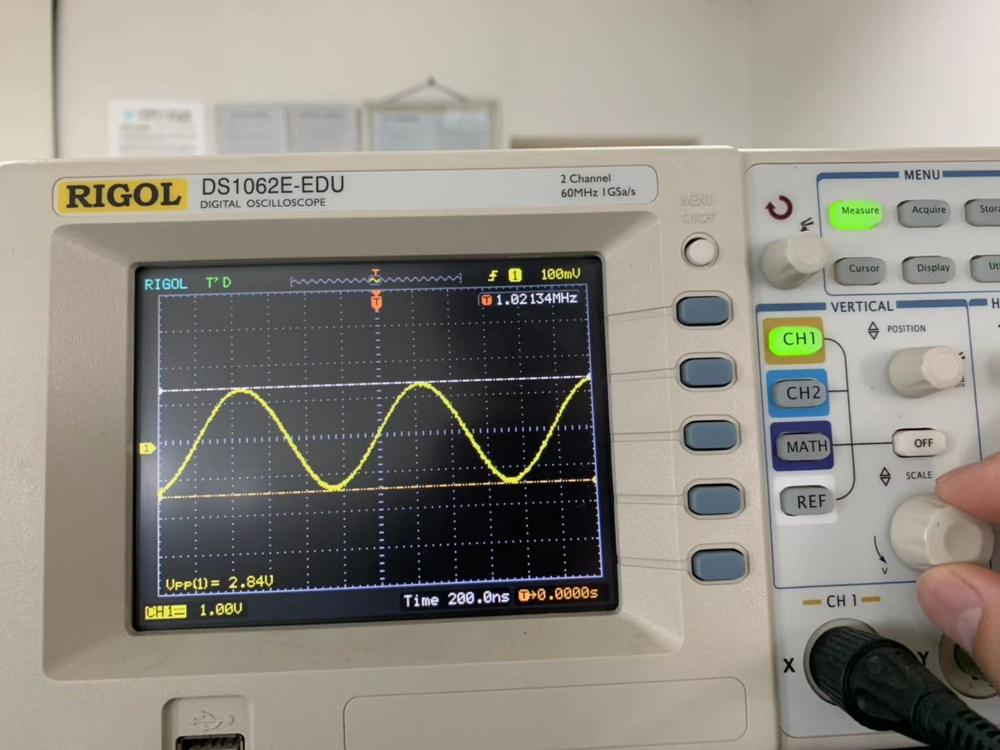 RIGOL DS1062E-EDU
DIGITAL OSCILLOSCOPE
2 Channel
60MHz 1GSa/s
MENU
ON/OFF
RIGOL T'D
T
1 100mV
T
T 1.02134MHz
1
Vpp(1)= 2.84V
CH1 1.00V
Time 200.0ns T→0.0000s
MENU
Measure
Acquire
Stora
Cursor
Display
Uti
VERTICAL
H
CH1
POSITION
CH2
MATH
OFF
SCALE
REF
V
CH 1
X
Y